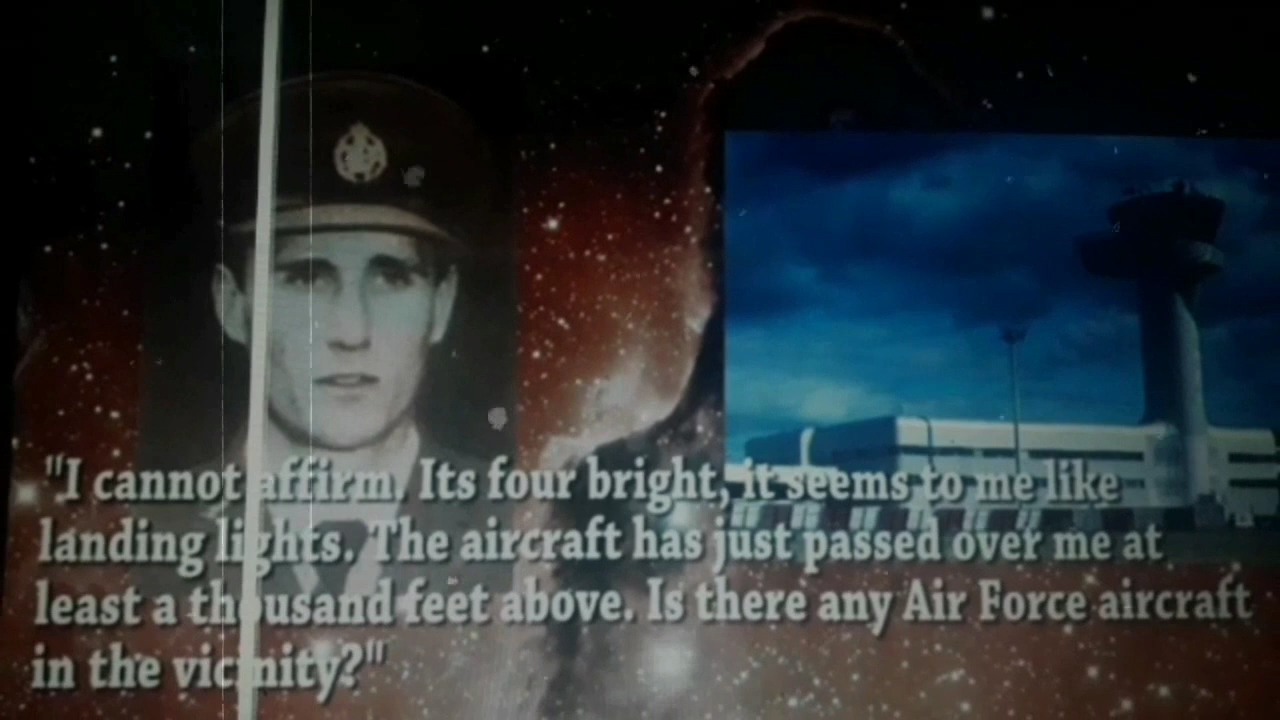 "I cannot affirm. Its four bright, it seems to me like
landing lights. The aircraft has just passed over me at
least a thousand feet above. Is there any Air Force aircraft
in the vicinity?"